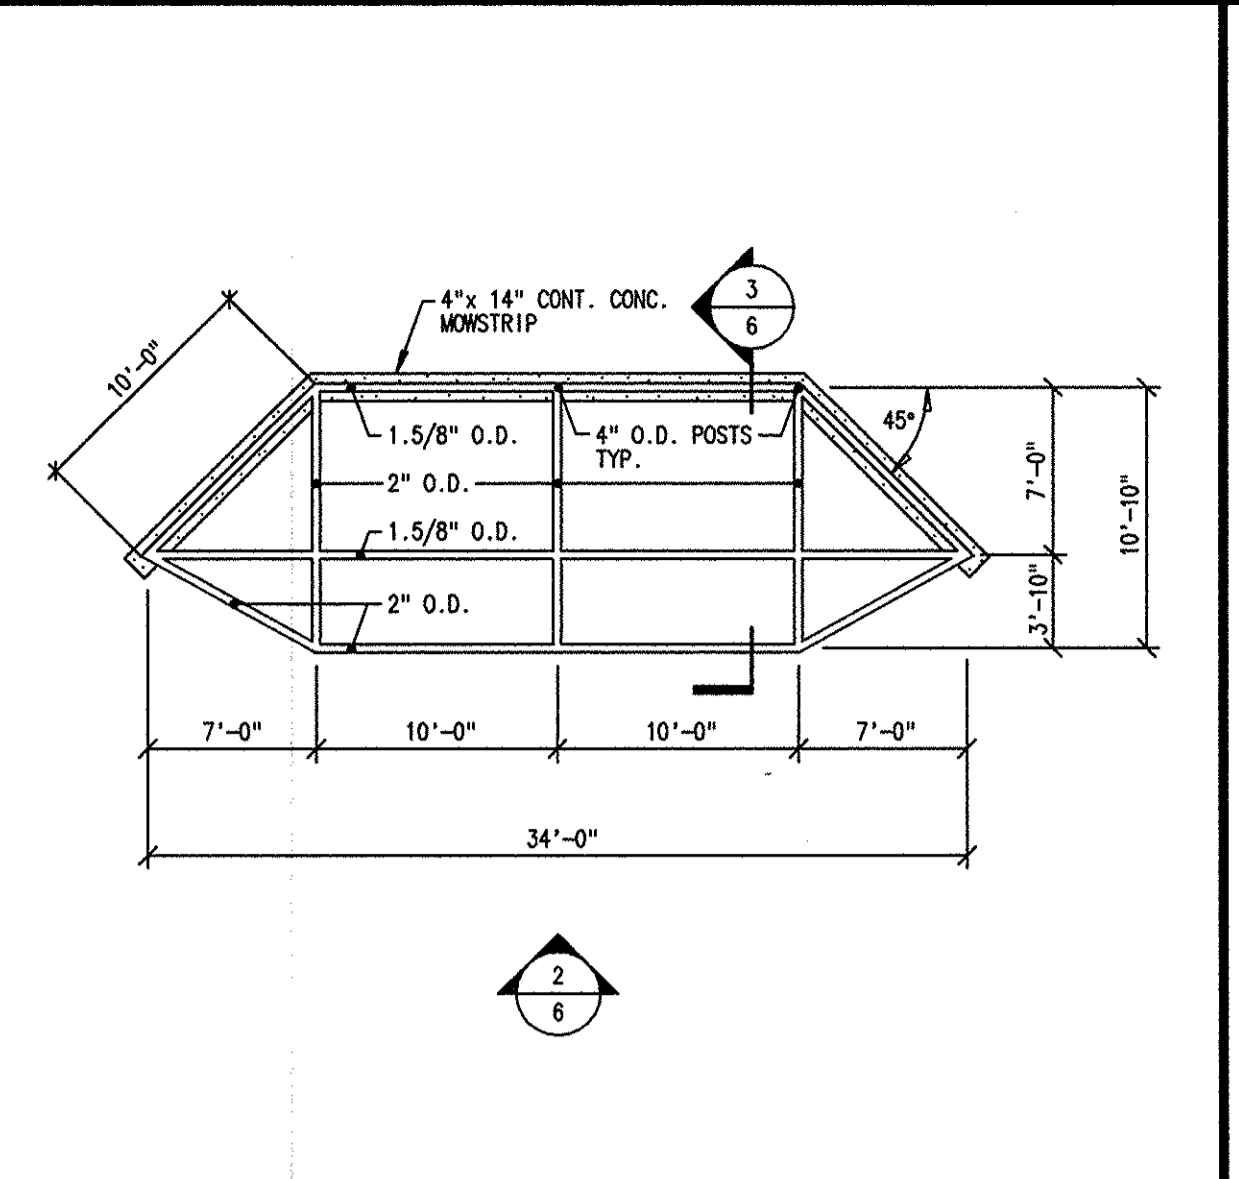 3
6
4"x 14" CONT. CONC.
MOWSTRIP
10'-0"
45°
1.5/8" O.D.
4" O.D. POSTS
TYP.
2" O.D.
7'-0"
10'-10"
1.5/8" O.D.
3'-10"
2" O.D.
7'-0"
10'-0"
10'-0"
7'-0"
34'-0"
2
6